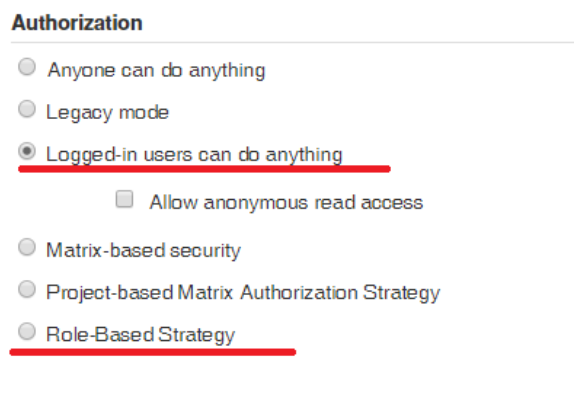 Authorization
Anyone can do anything
Legacy mode
Logged-in users can do anything
Allow anonymous read access
Matrix-based security
Project-based Matrix Authorization Strategy
Role-Based Strategy